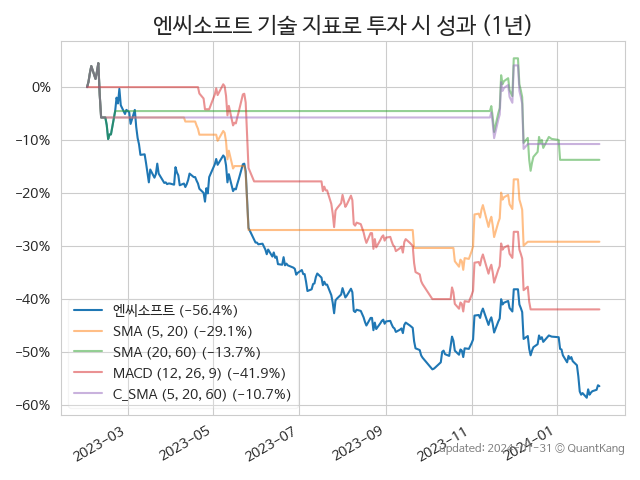 엔씨소프트 기술 지표로 투자 시 성과 (1년)
0%
−10%
−20%
−30%
−40%
−50%
−60%
엔씨소프트 (−56.4%)
SMA (5, 20) (−29.1%)
SMA (20, 60) (−13.7%)
MACD (12, 26, 9) (−41.9%)
C_SMA (5, 20, 60) (−10.7%)
2023-03
2023-05
2023-07
2023-09
2023-11
2024-01
updated: 2024-01-31 © QuantKang